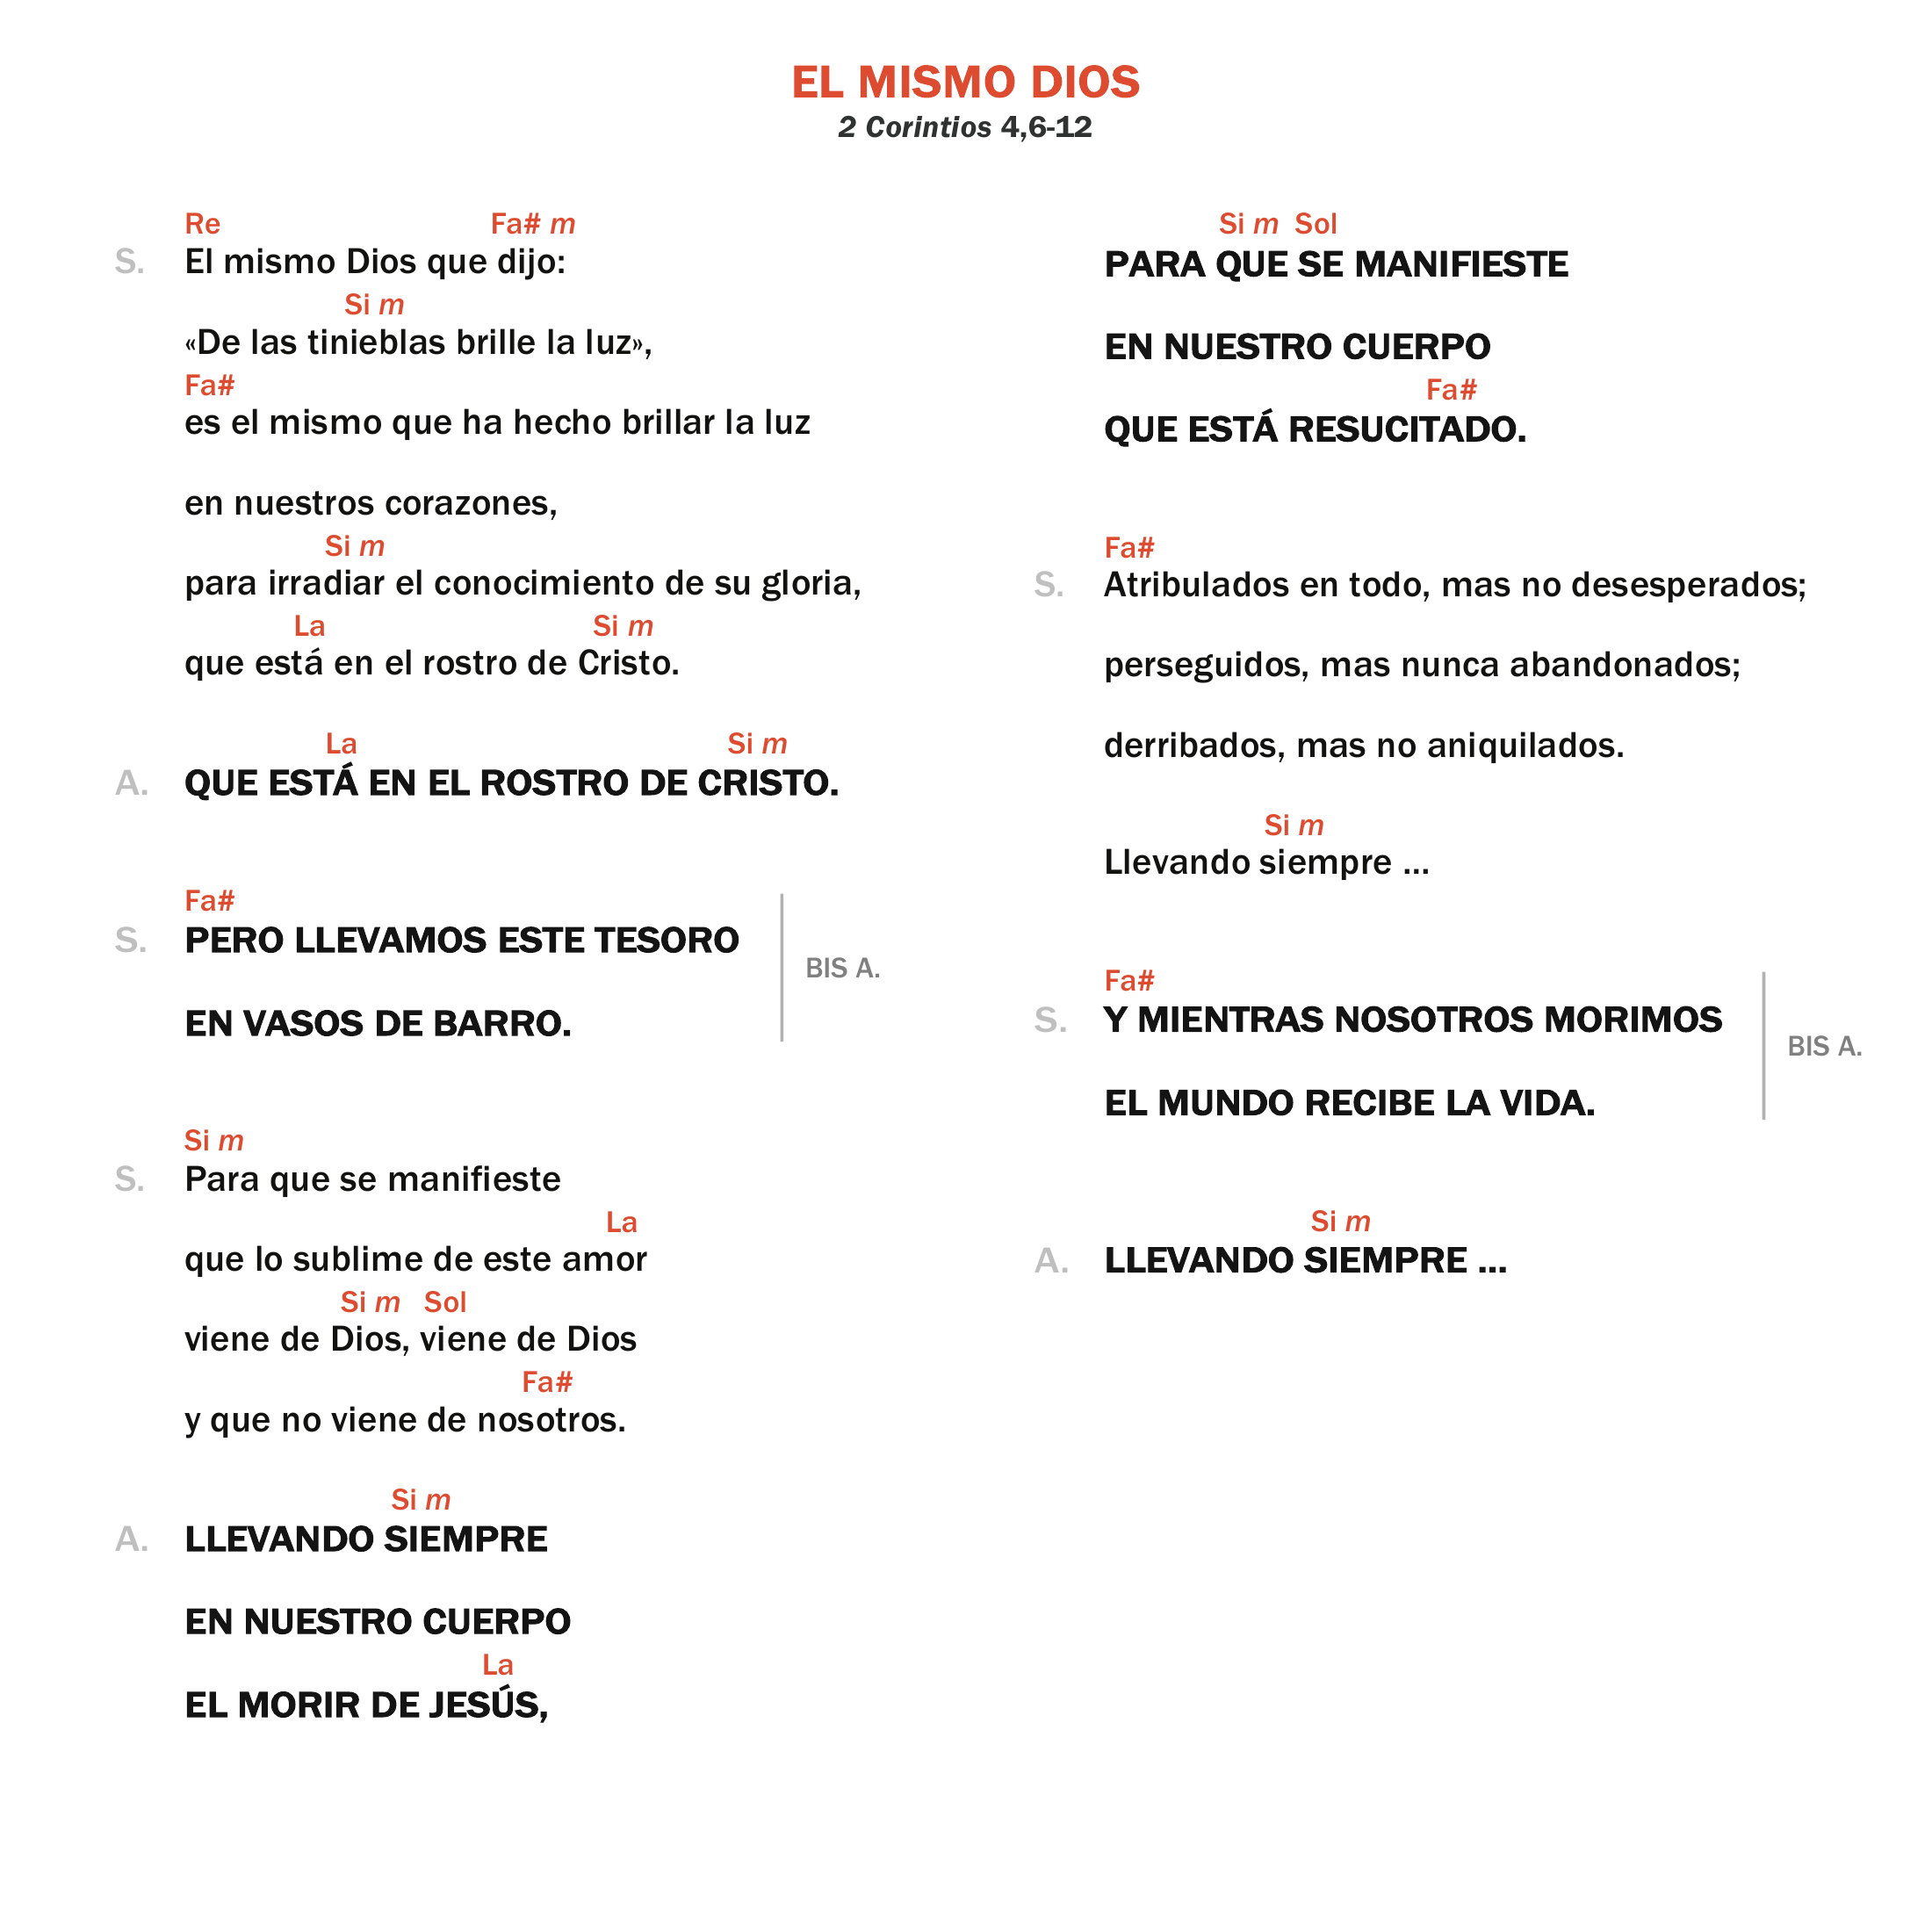 EL MISMO DIOS
2 Corintios 4,6-12
Re Fa# m
S. El mismo Dios que dijo:
Si m
«De las tinieblas brille la luz»,
Fa#
es el mismo que ha hecho brillar la luz
en nuestros corazones,
Si m
para irradiar el conocimiento de su gloria,
La Si m
que está en el rostro de Cristo.
La Si m
A. QUE ESTÁ EN EL ROSTRO DE CRISTO.
Fa#
S. PERO LLEVAMOS ESTE TESORO
BIS A.
EN VASOS DE BARRO.
Si m
S. Para que se manifieste
La
que lo sublime de este amor
Si m Sol
viene de Dios, viene de Dios
Fa#
y que no viene de nosotros.
Si m
A. LLEVANDO SIEMPRE
EN NUESTRO CUERPO
La
EL MORIR DE JESÚS,
Si m Sol
PARA QUE SE MANIFIESTE
EN NUESTRO CUERPO
Fa#
QUE ESTÁ RESUCITADO.
Fa#
S. Atribulados en todo, mas no desesperados;
perseguidos, mas nunca abandonados;
derribados, mas no aniquilados.
Si m
Llevando siempre ...
Fa#
S. Y MIENTRAS NOSOTROS MORIMOS
BIS A.
EL MUNDO RECIBE LA VIDA.
Si m
A. LLEVANDO SIEMPRE ...